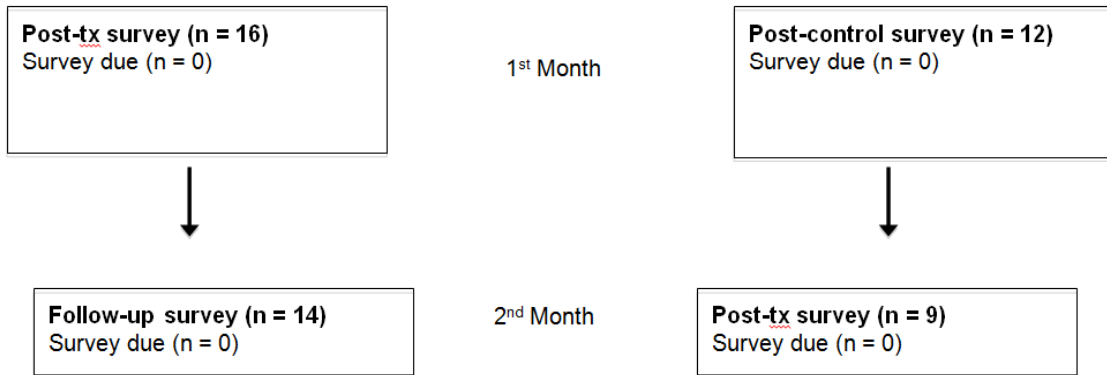 Post-tx survey (n = 16)
Survey due (n = 0)
1st Month
Post-control survey (n = 12)
Survey due (n = 0)
Follow-up survey (n = 14)
Survey due (n = 0)
2nd Month
Post-tx survey (n = 9)
Survey due (n = 0)